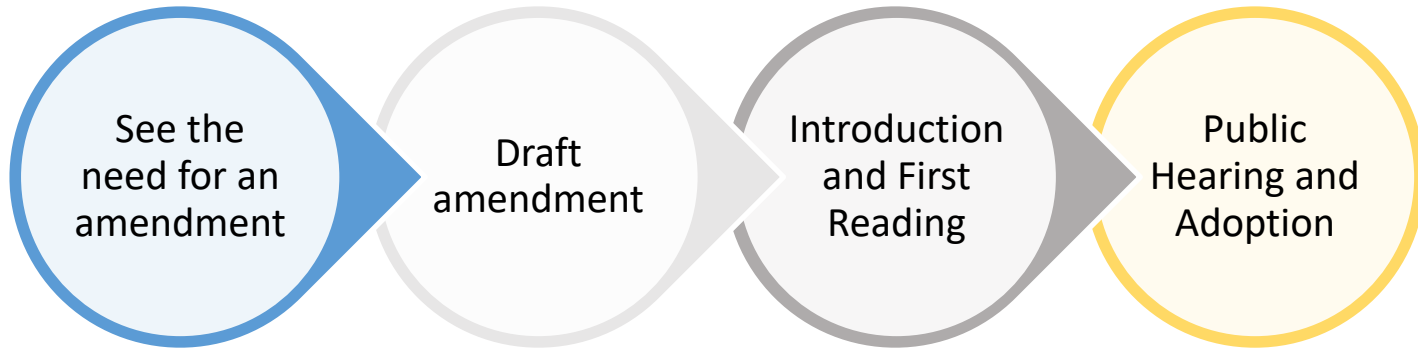 See the
need for an
amendment
Draft
amendment
Introduction
and First
Reading
Public
Hearing and
Adoption